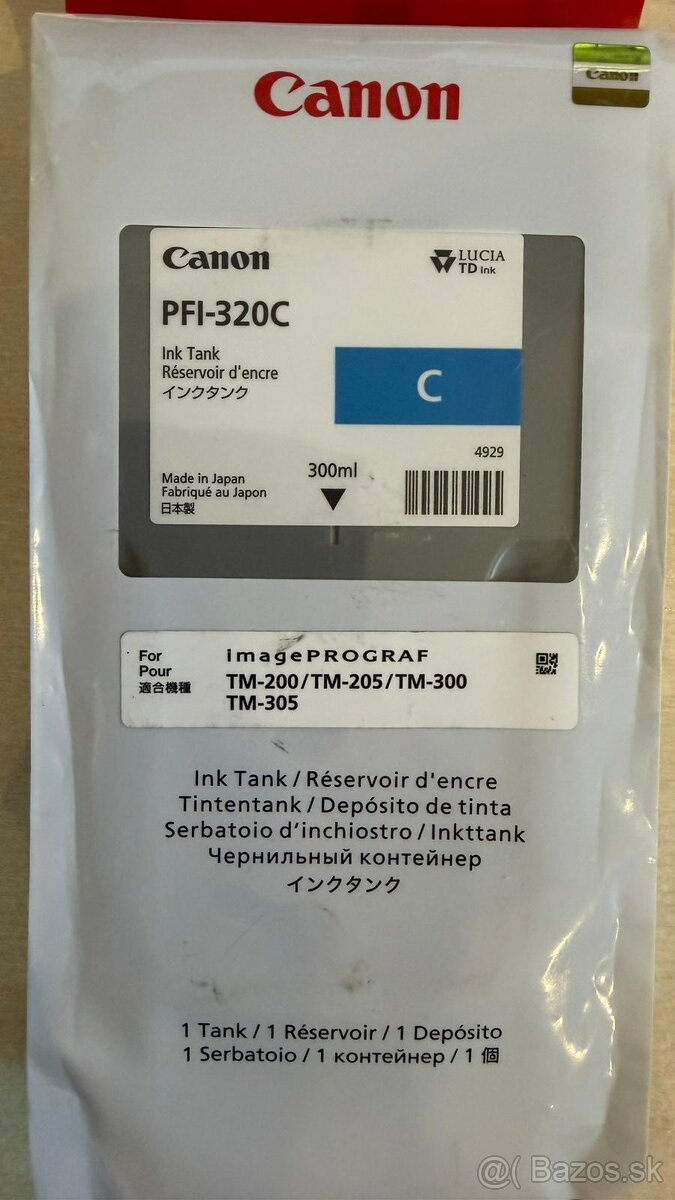 Canon
Canon
Canon
LUCIA
TD Ink
PFI-320C
Ink Tank
Réservoir d'encre
インクタンク
C
4929
300ml
Made in Japan
Fabriqué au Japon
日本製
For
Pour
適合機種
imagePROGRAF
TM-200/TM-205/TM-300
TM-305
Ink Tank / Réservoir d'encre
Tintentank / Depósito de tinta
Serbatoio d'inchiostro / Inkttank
Чернильный контейнер
インクタンク
1 Tank / 1 Réservoir / 1 Depósito
1 Serbatoio / 1 контейнер / 1 個
@( Bazos.sk